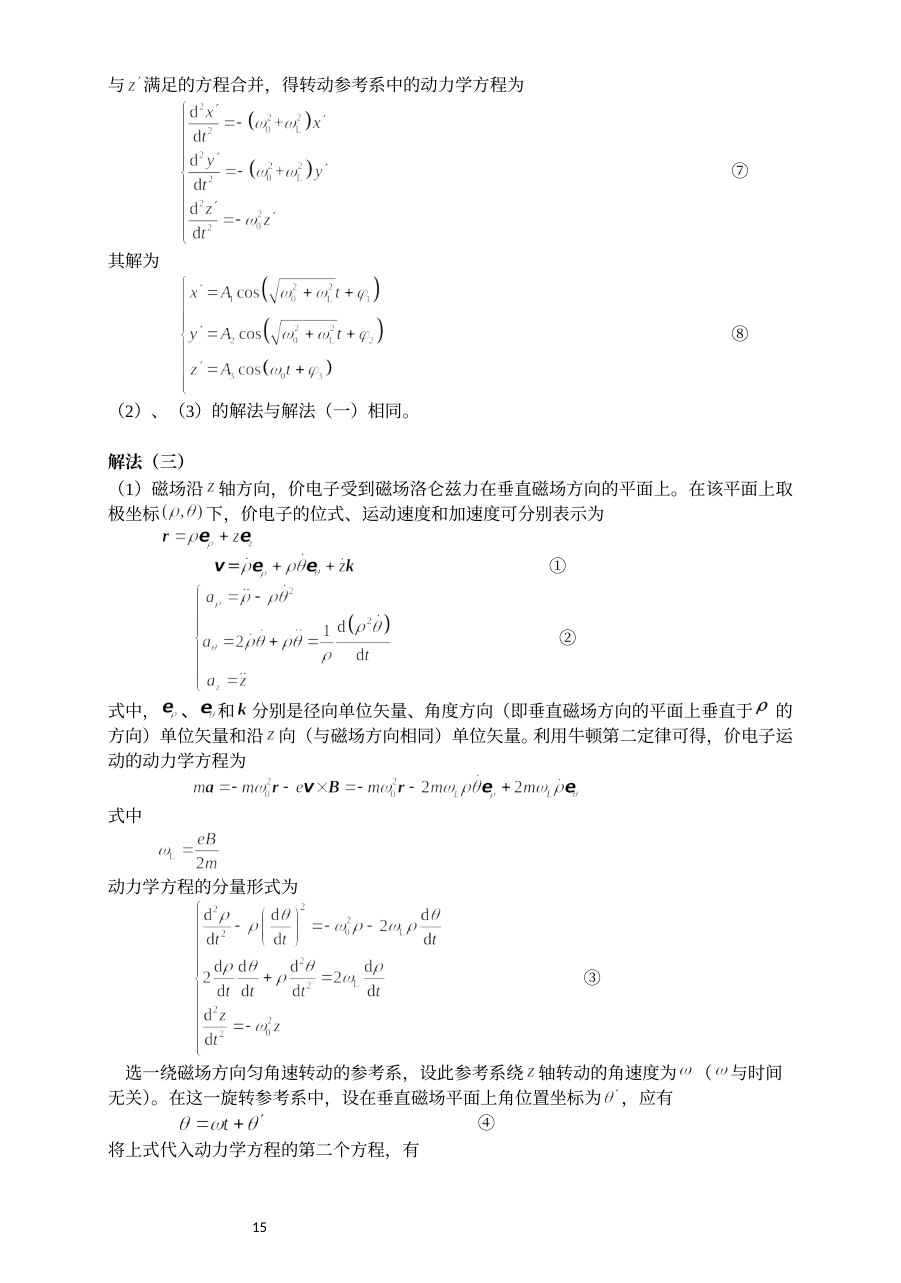 与 z′ 满足的方程合并，得转动参考系中的动力学方程为
d²x′/dt² = −(ω₀²+ω_L²)x′
d²y′/dt² = −(ω₀²+ω_L²)y′ ⑦
d²z′/dt² = −ω₀²z′
其解为
x′ = A₁cos(√(ω₀²+ω_L²) t+φ₁)
y′ = A₂cos(√(ω₀²+ω_L²) t+φ₂) ⑧
z′ = A₃cos(ω₀t+φ₃)
（2）、（3）的解法与解法（一）相同。
解法（三）
（1）磁场沿 z 轴方向，价电子受到磁场洛仑兹力在垂直磁场方向的平面上。在该平面上取
极坐标(ρ,θ)下，价电子的位式、运动速度和加速度可分别表示为
r = ρe_ρ + ze_z
v = ρ̇e_ρ + ρθ̇e_θ + żk ①
a_ρ = ρ̈ − ρθ̇²
a_θ = 2ρ̇θ̇ + ρθ̈ = (1/ρ) d(ρ²θ̇)/dt ②
a_z = z̈
式中，e_ρ、e_θ和 k 分别是径向单位矢量、角度方向（即垂直磁场方向的平面上垂直于 ρ 的
方向）单位矢量和沿 z 向（与磁场方向相同）单位矢量。利用牛顿第二定律可得，价电子运
动的动力学方程为
ma = −mω₀²r − ev×B = −mω₀²r − 2mω_Lρθ̇e_ρ + 2mω_Lρ̇e_θ
式中
ω_L = eB/2m
动力学方程的分量形式为
d²ρ/dt² − ρ(dθ/dt)² = −ω₀²ρ − 2ω_Lρ dθ/dt
2 dρ/dt dθ/dt + ρ d²θ/dt² = 2ω_L dρ/dt ③
d²z/dt² = −ω₀²z
选一绕磁场方向匀角速转动的参考系，设此参考系绕 z 轴转动的角速度为 ω（ω 与时间
无关）。在这一旋转参考系中，设在垂直磁场平面上角位置坐标为 θ′，应有
θ = ωt + θ′ ④
将上式代入动力学方程的第二个方程，有
15